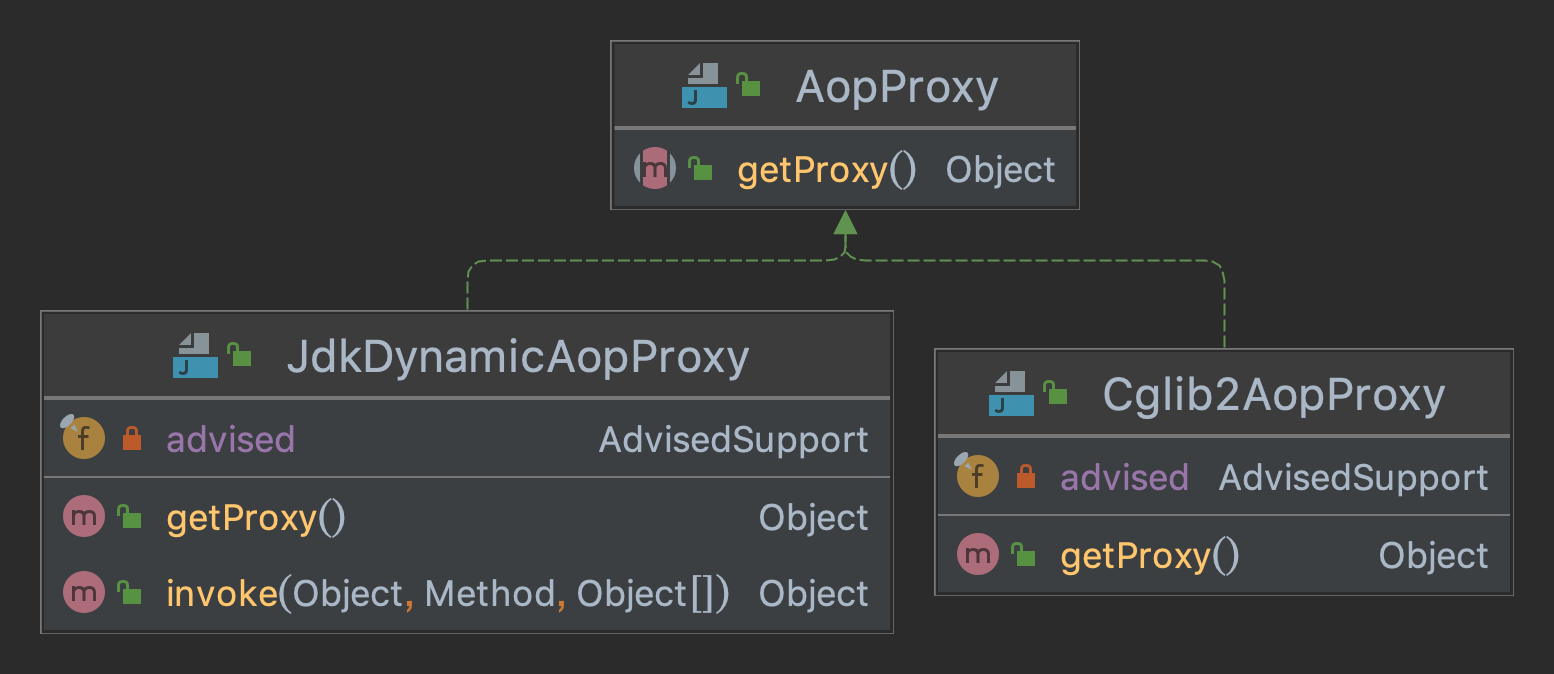 AopProxy
getProxy() Object
JdkDynamicAopProxy
advised AdvisedSupport
getProxy() Object
invoke(Object, Method, Object[]) Object
Cglib2AopProxy
advised AdvisedSupport
getProxy() Object